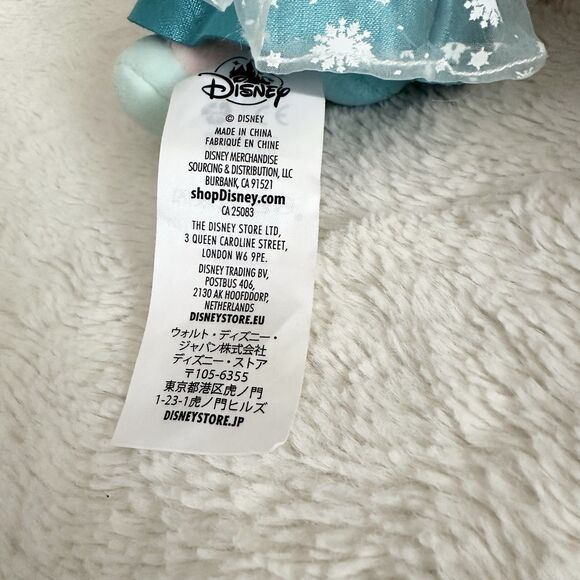 Disney
© DISNEY
MADE IN CHINA
FABRIQUÉ EN CHINE
DISNEY MERCHANDISE
SOURCING & DISTRIBUTION, LLC
BURBANK, CA 91521
shopDisney.com
CA 25083
THE DISNEY STORE LTD,
3 QUEEN CAROLINE STREET,
LONDON W6 9PE.
DISNEY TRADING BV,
POSTBUS 406,
2130 AK HOOFDDORP,
NETHERLANDS
DISNEYSTORE.EU
ウォルト・ディズニー・
ジャパン株式会社
ディズニー・ストア
〒105-6355
東京都港区虎ノ門
1-23-1虎ノ門ヒルズ
DISNEYSTORE.JP